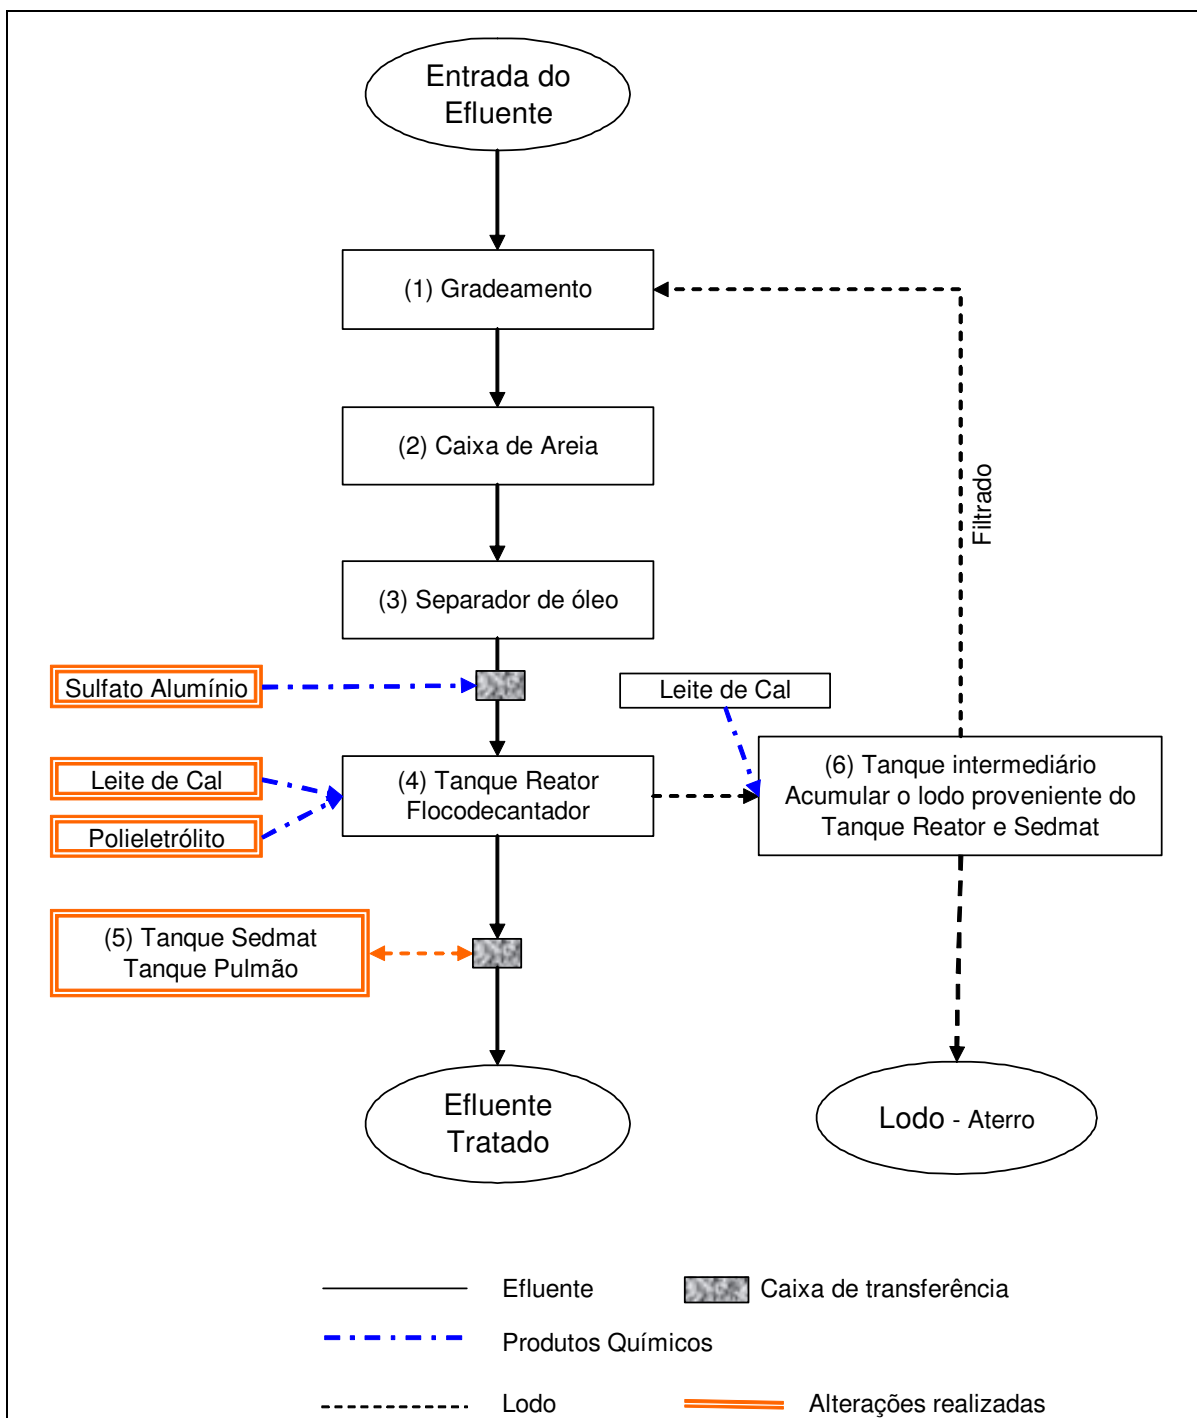 Entrada do
Efluente
(1) Gradeamento
(2) Caixa de Areia
Filtrado
(3) Separador de óleo
Sulfato Alumínio
Leite de Cal
Leite de Cal
Polieletrólito
(4) Tanque Reator
Flocodecantador
(6) Tanque intermediário
Acumular o lodo proveniente do
Tanque Reator e Sedmat
(5) Tanque Sedmat
Tanque Pulmão
Efluente
Tratado
Lodo - Aterro
Efluente
Caixa de transferência
Produtos Químicos
Lodo
Alterações realizadas